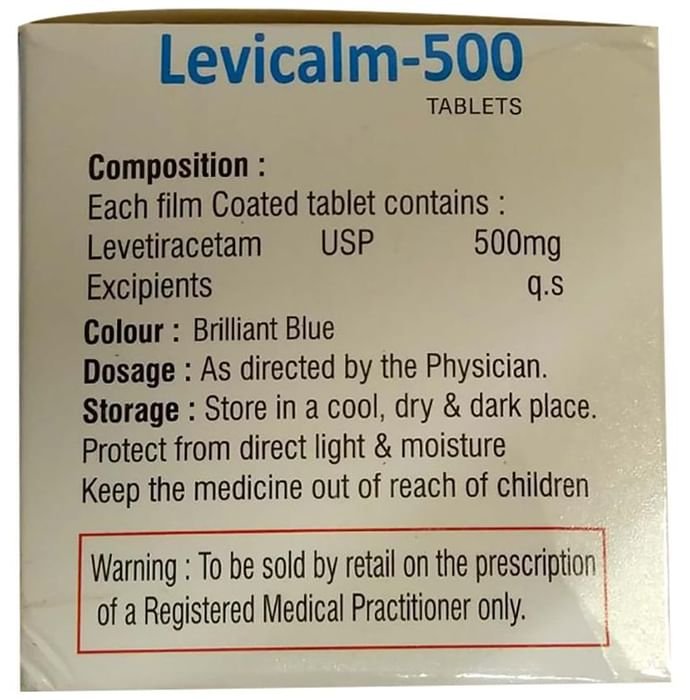 Levicalm-500
TABLETS
Composition :
Each film Coated tablet contains :
Levetiracetam USP 500mg
Excipients q.s
Colour : Brilliant Blue
Dosage : As directed by the Physician.
Storage : Store in a cool, dry & dark place.
Protect from direct light & moisture
Keep the medicine out of reach of children
Warning : To be sold by retail on the prescription
of a Registered Medical Practitioner only.